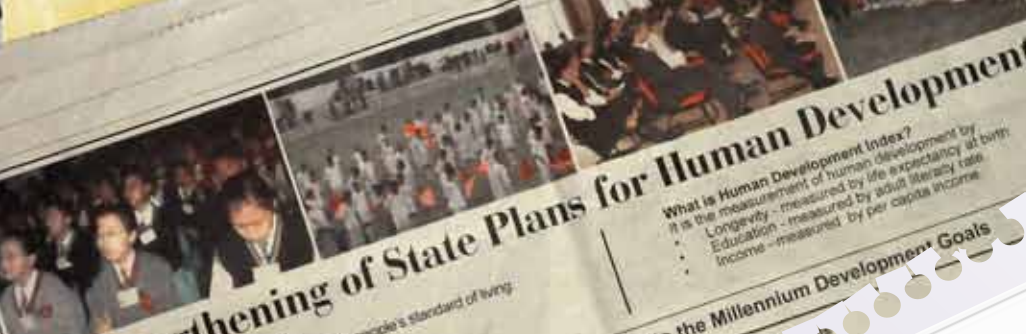 thening of State Plans for Human Development
ople's standard of living.
What is Human Development Index?
It is the measurement of human development by
• Longevity - measured by life expectancy at birth
• Education - measured by adult literacy rate
• Income - measured by per capita income
the Millennium Development Goals